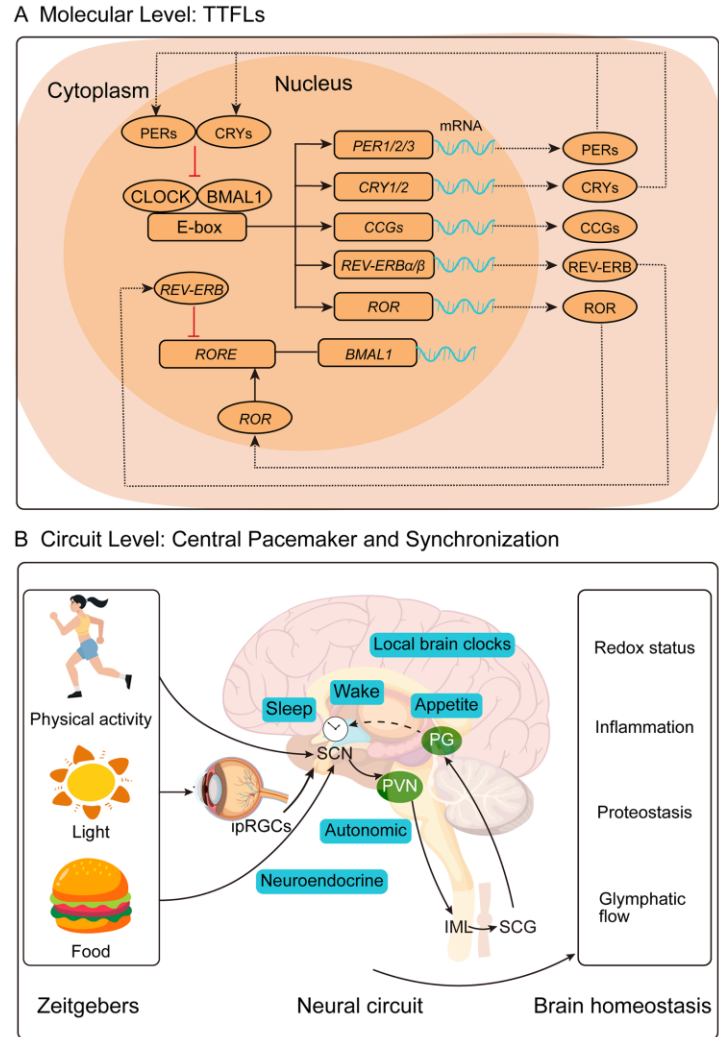 A Molecular Level: TTFLs
Nucleus
Cytoplasm
mRNA
PERs
CRYs
PER1/2/3
PERs
CLOCK
BMAL1
CRY1/2
CRYs
E-box
CCGs
CCGs
REV-ERBα/β
REV-ERB
REV-ERB
ROR
ROR
RORE
BMAL1
ROR
B Circuit Level: Central Pacemaker and Synchronization
Physical activity
Light
Food
ipRGCs
Local brain clocks
Wake
Sleep
Appetite
SCN
PG
PVN
Autonomic
Neuroendocrine
IML
SCG
Redox status
Inflammation
Proteostasis
Glymphatic
flow
Zeitgebers
Neural circuit
Brain homeostasis